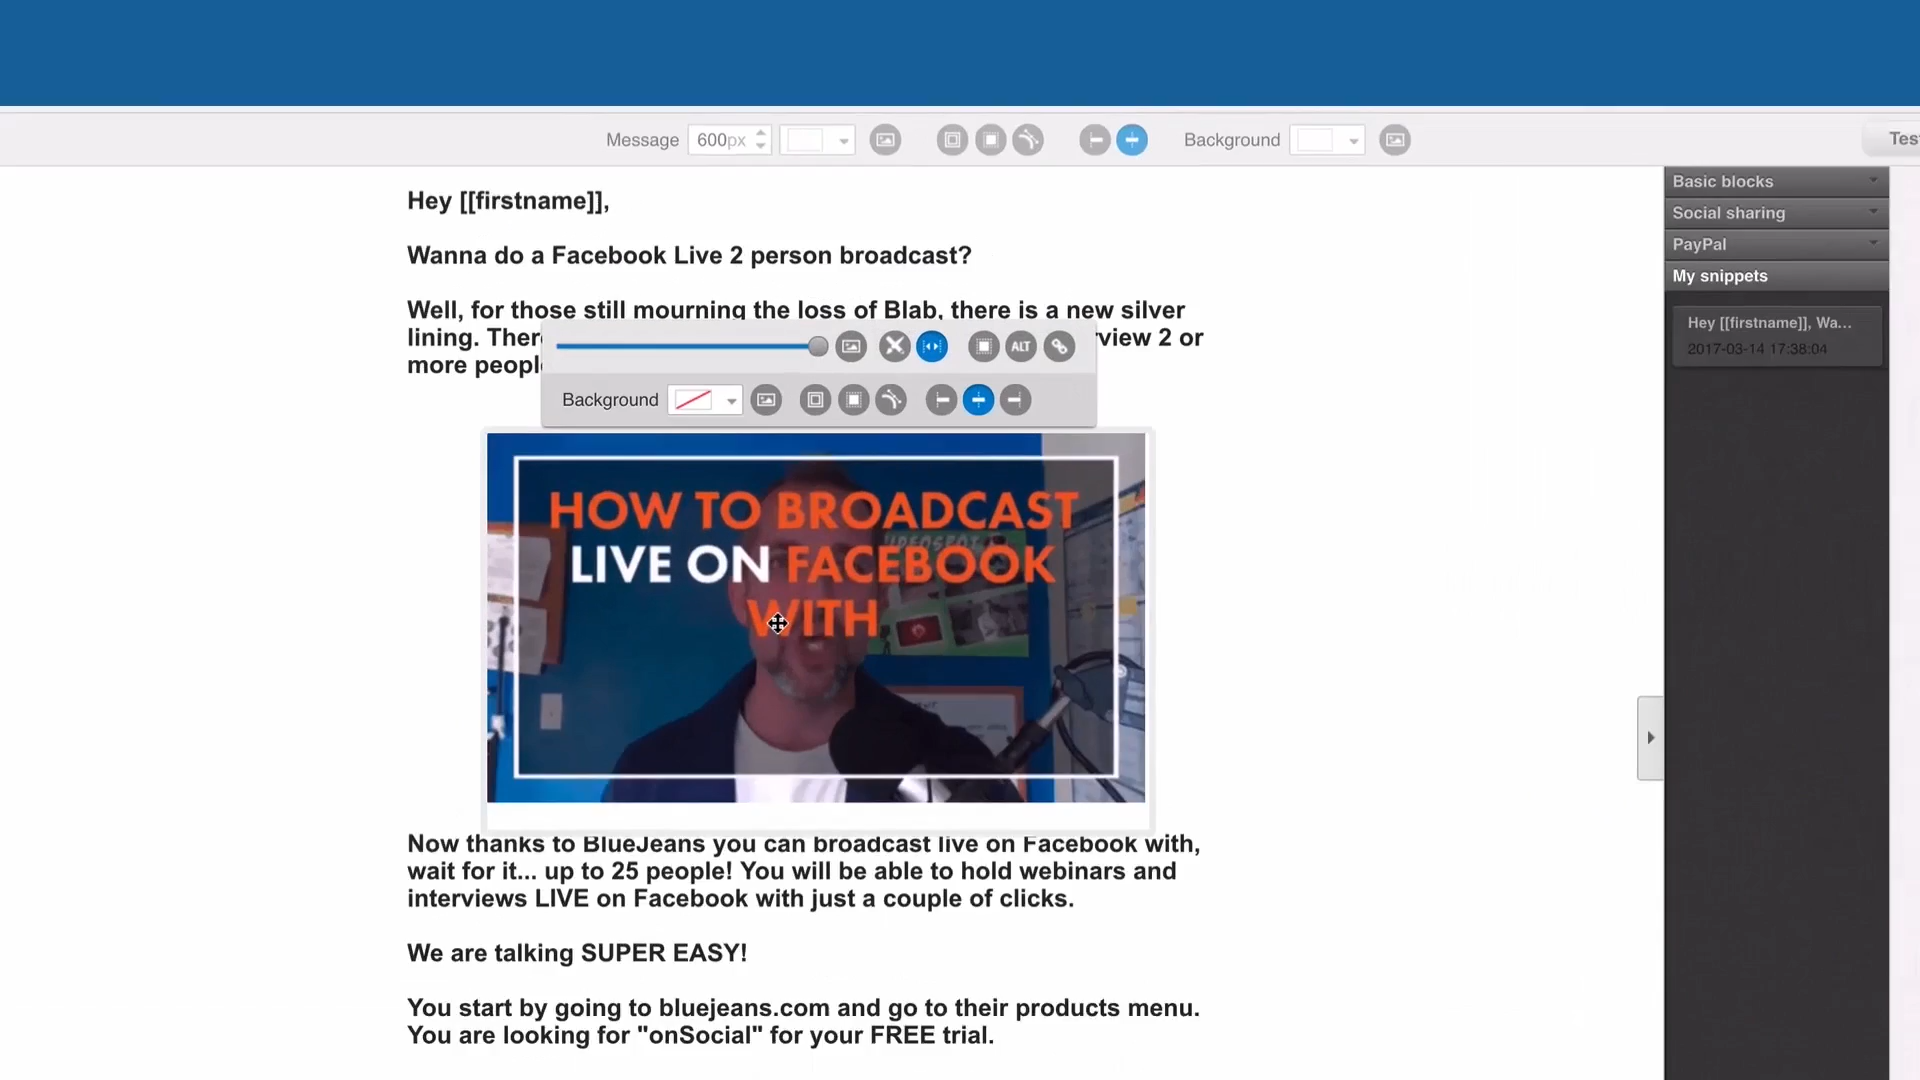 Message 600px Background Tes
Basic blocks
Social sharing
PayPal
My snippets
Hey [[firstname]], Wa...
2017-03-14 17:38:04
Hey [[firstname]],
Wanna do a Facebook Live 2 person broadcast?
Well, for those still mourning the loss of Blab, there is a new silver
lining. Ther view 2 or
more peopl
ALT
Background
HOW TO BROADCAST
LIVE ON FACEBOOK
WITH
Now thanks to BlueJeans you can broadcast live on Facebook with,
wait for it... up to 25 people! You will be able to hold webinars and
interviews LIVE on Facebook with just a couple of clicks.
We are talking SUPER EASY!
You start by going to bluejeans.com and go to their products menu.
You are looking for "onSocial" for your FREE trial.